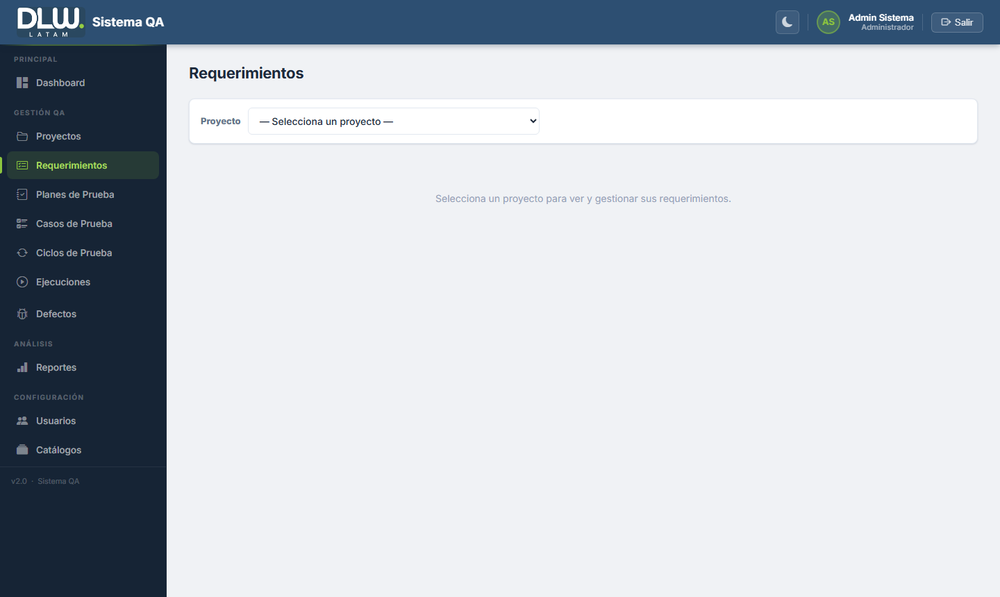 DLW.
LATAM
Sistema QA
AS
Admin Sistema
Administrador
Salir
PRINCIPAL
Dashboard
GESTIÓN QA
Proyectos
Requerimientos
Planes de Prueba
Casos de Prueba
Ciclos de Prueba
Ejecuciones
Defectos
ANÁLISIS
Reportes
CONFIGURACIÓN
Usuarios
Catálogos
v2.0 · Sistema QA
Requerimientos
Proyecto
— Selecciona un proyecto —
Selecciona un proyecto para ver y gestionar sus requerimientos.